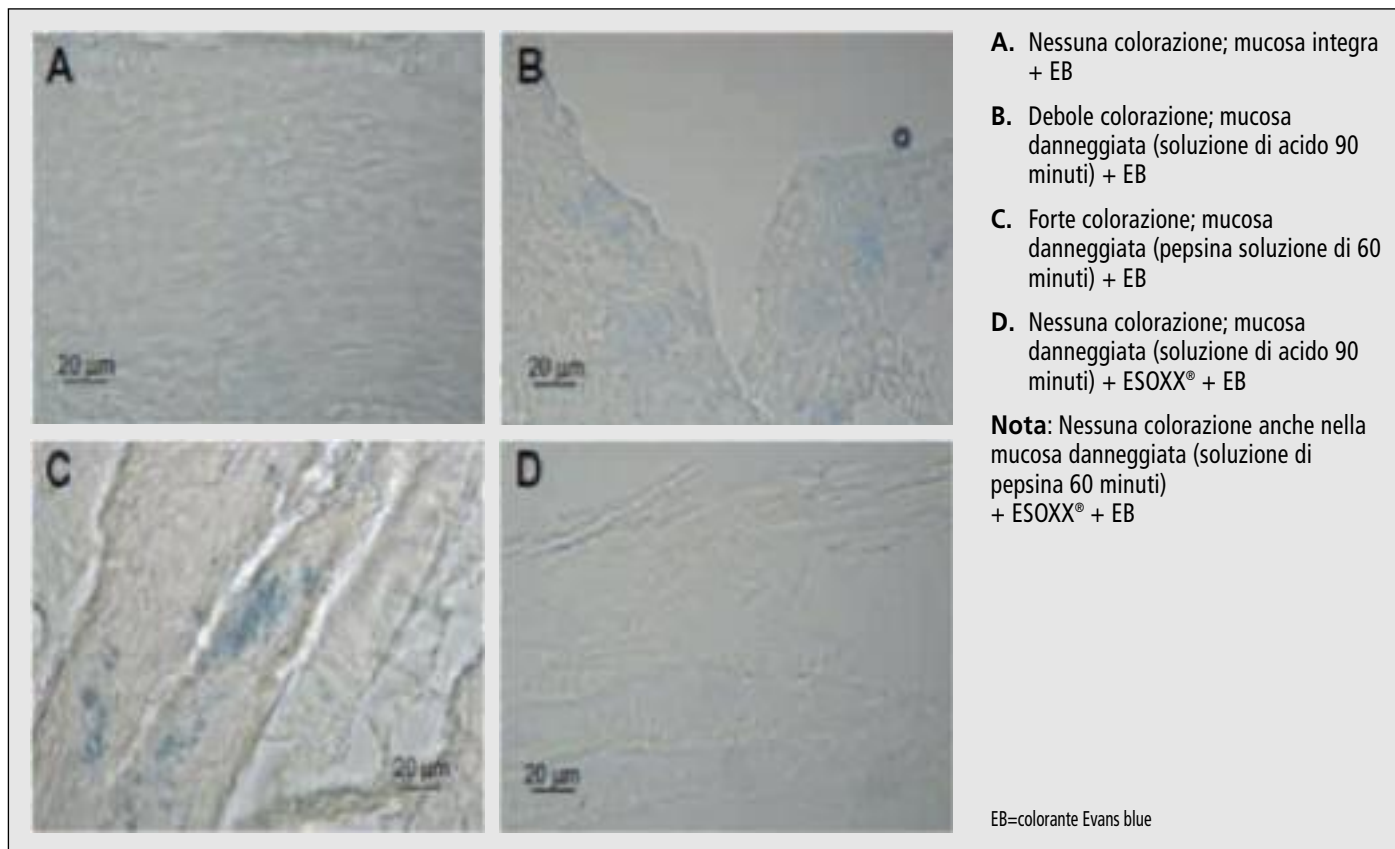 A
20 µm
B
20 µm
C
20 µm
D
20 µm
A. Nessuna colorazione; mucosa integra
+ EB
B. Debole colorazione; mucosa
danneggiata (soluzione di acido 90
minuti) + EB
C. Forte colorazione; mucosa
danneggiata (pepsina soluzione di 60
minuti) + EB
D. Nessuna colorazione; mucosa
danneggiata (soluzione di acido 90
minuti) + ESOXX® + EB
Nota: Nessuna colorazione anche nella
mucosa danneggiata (soluzione di
pepsina 60 minuti)
+ ESOXX® + EB
EB=colorante Evans blue